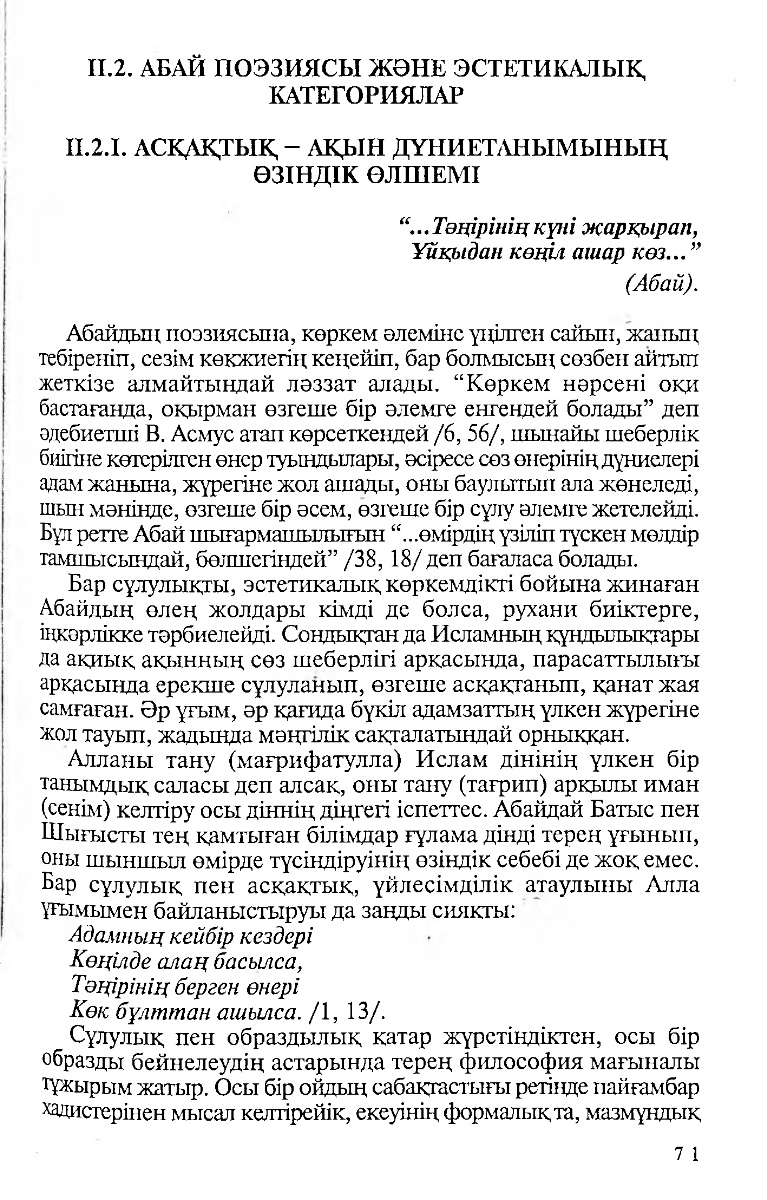 II.2. АБАЙ ПОЭЗИЯСЫ ЖӘНЕ ЭСТЕТИКАЛЫҚ
КАТЕГОРИЯЛАР
II.2.I. АСҚАҚТЫҚ – АҚЫН ДҮНИЕТАНЫМЫНЫҢ
ӨЗІНДІК ӨЛШЕМІ
“...Тәңірінің күні жарқырап,
Ұйқыдан көңіл ашар көз...”
(Абай).
Абайдың поэзиясына, көркем әлеміне үңілген сайын, жаның
тебіреніп, сезім көкжиегің кеңейіп, бар болмысың сөзбен айтып
жеткізе алмайтындай ләззат алады. “Көркем нәрсені оқи
бастағанда, оқырман өзгеше бір әлемге енгендей болады” деп
әдебиетші В. Асмус атап көрсеткендей /6, 56/, шынайы шеберлік
биігіне көтерілген өнер туындылары, әсіресе сөз өнерінің дүниелері
адам жанына, жүрегіне жол ашады, оны баулытып ала жөнеледі,
шын мәнінде, өзгеше бір әсем, өзгеше бір сұлу әлемге жетелейді.
Бұл ретте Абай шығармашылығын “...өмірдің үзіліп түскен мөлдір
тамшысындай, бөлшегіндей” /38, 18/ деп бағаласа болады.
Бар сұлулықты, эстетикалық көркемдікті бойына жинаған
Абайдың өлең жолдары кімді де болса, рухани биіктерге,
іңкәрлікке тәрбиелейді. Сондықтан да Исламның құндылықтары
да ақиық ақынның сөз шеберлігі арқасында, парасаттылығы
арқасында ерекше сұлуланып, өзгеше асқақтанып, қанат жая
самғаған. Әр ұғым, әр қағида бүкіл адамзаттың үлкен жүрегіне
жол тауып, жадында мәңгілік сақталатындай орныққан.
Алланы тану (мағрифатулла) Ислам дінінің үлкен бір
танымдық саласы деп алсақ, оны тану (тағрип) арқылы иман
(сенім) келтіру осы діннің діңгегі іспеттес. Абайдай Батыс пен
Шығысты тең қамтыған білімдар ғұлама дінді терең ұғынып,
оны шыншыл өмірде түсіндіруінің өзіндік себебі де жоқ емес.
Бар сұлулық пен асқақтық, үйлесімділік атаулыны Алла
ұғымымен байланыстыруы да заңды сияқты:
Адамның кейбір кездері
Көңілде алаң басылса,
Тәңірінің берген өнері
Көк бұлттан ашылса. /1, 13/.
Сұлулық пен образдылық қатар жүретіндіктен, осы бір
образды бейнелеудің астарында терең философия мағыналы
тұжырым жатыр. Осы бір ойдың сабақтастығы ретінде пайғамбар
хадистерінен мысал келтірейік, екеуінің формалық та, мазмұндық
71